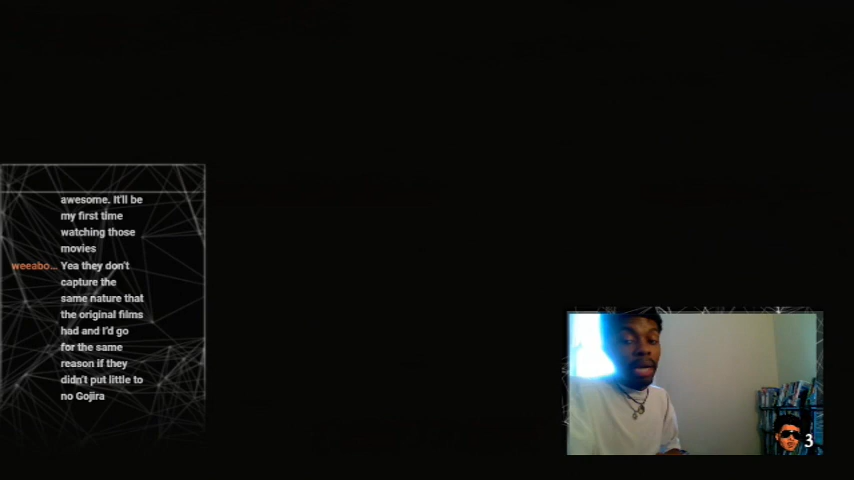 awesome. It'll be
my first time
watching those
movies
weeabo... Yea they don't
capture the
same nature that
the original films
had and I'd go
for the same
reason if they
didn't put little to
no Gojira
3